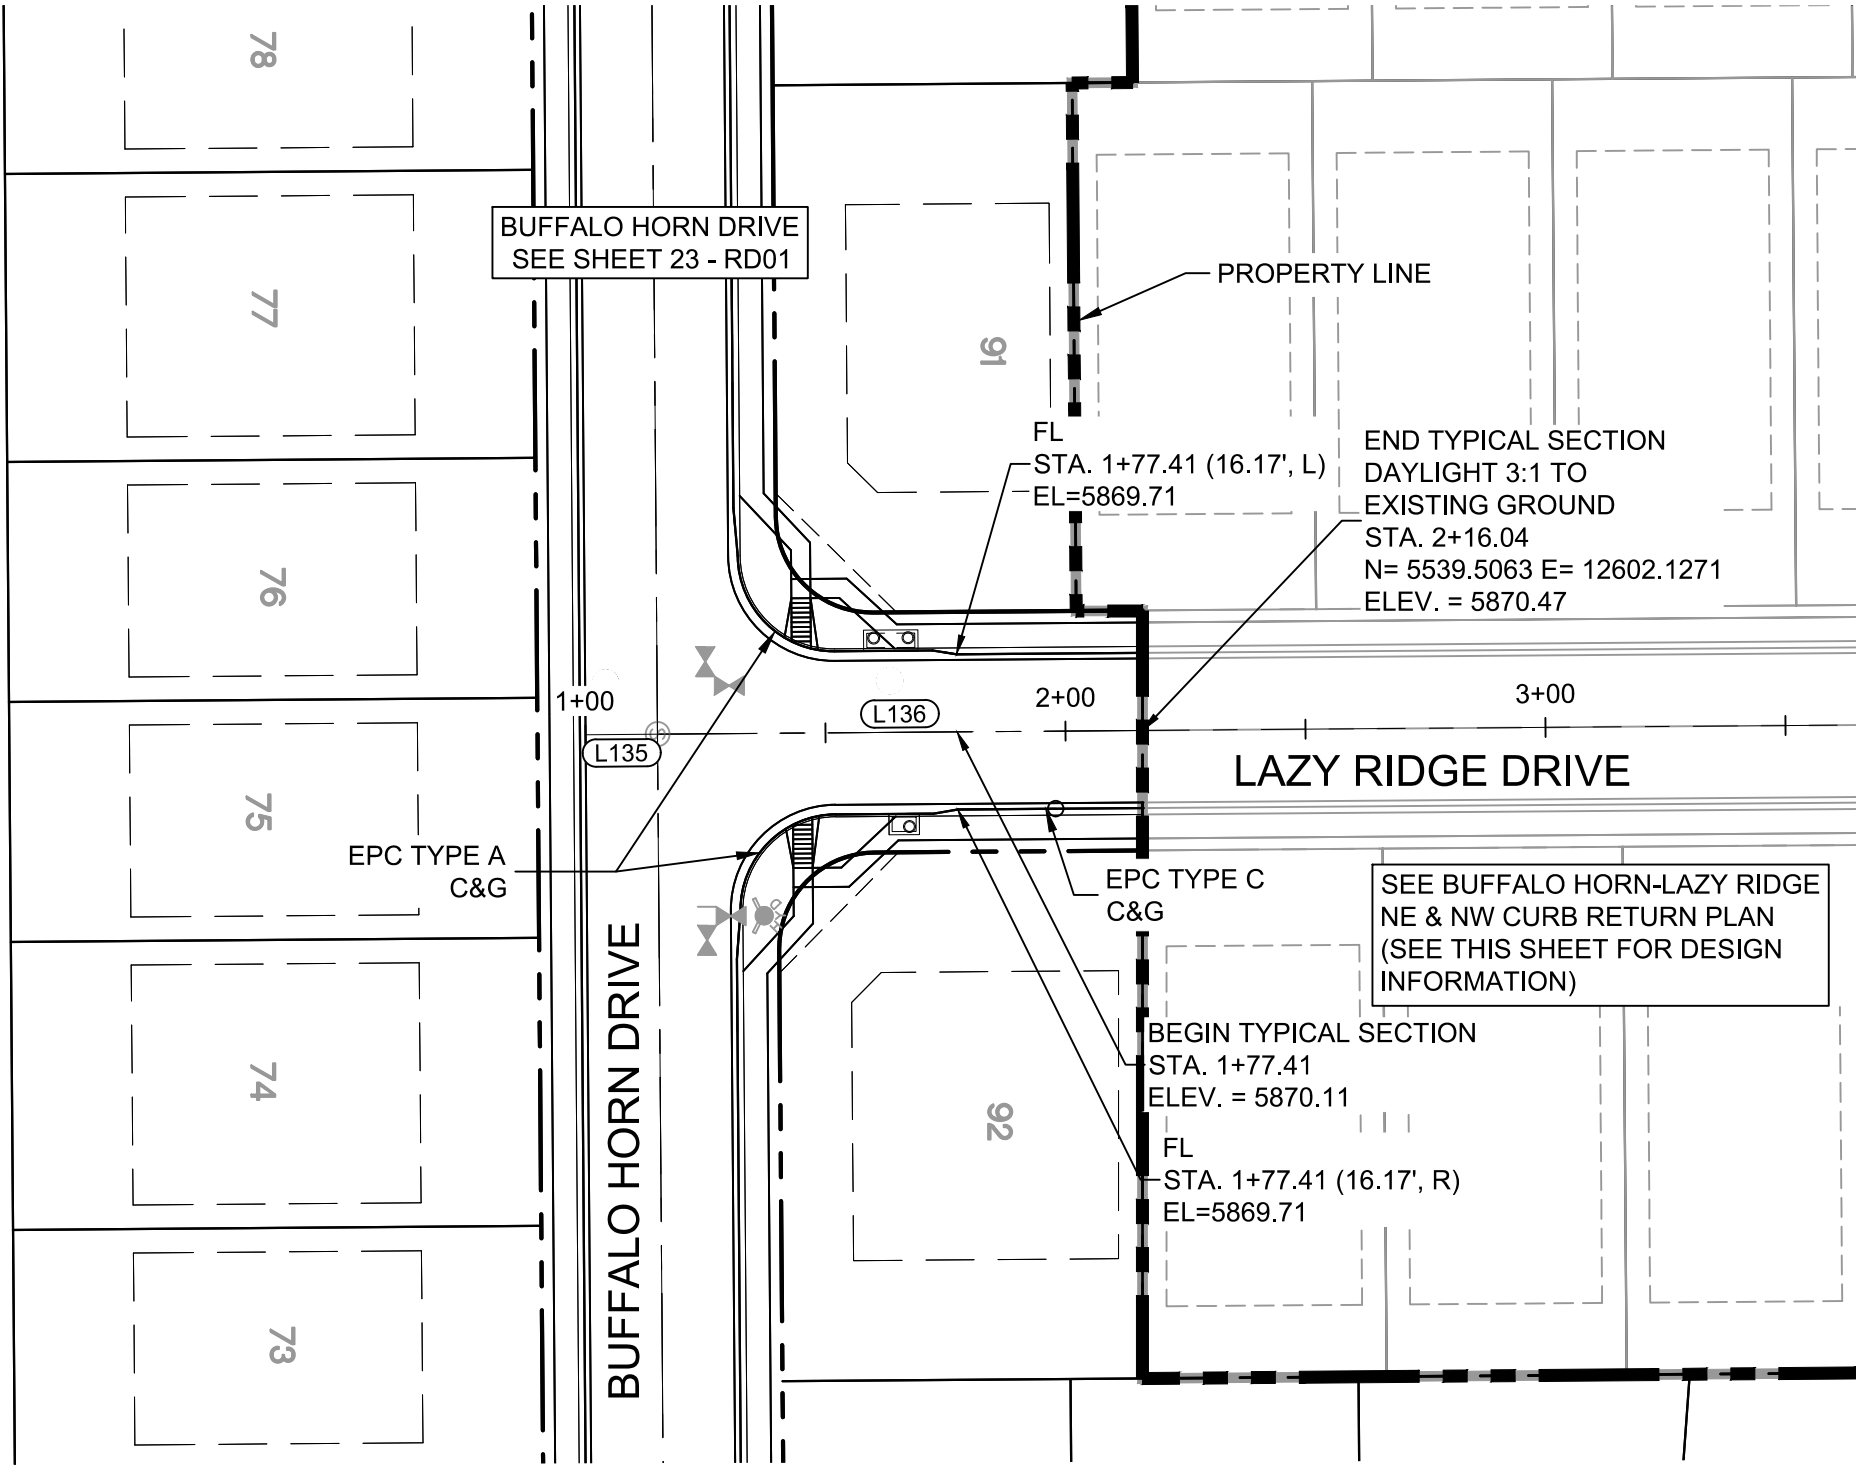 78
BUFFALO HORN DRIVE
SEE SHEET 23 - RD01
77
91
PROPERTY LINE
FL
STA. 1+77.41 (16.17', L)
EL=5869.71
END TYPICAL SECTION
DAYLIGHT 3:1 TO
EXISTING GROUND
STA. 2+16.04
N= 5539.5063 E= 12602.1271
ELEV. = 5870.47
76
1+00
L136
2+00
3+00
L135
S
LAZY RIDGE DRIVE
75
EPC TYPE A
C&G
EPC TYPE C
C&G
SEE BUFFALO HORN-LAZY RIDGE
NE & NW CURB RETURN PLAN
(SEE THIS SHEET FOR DESIGN
INFORMATION)
BUFFALO HORN DRIVE
74
92
BEGIN TYPICAL SECTION
STA. 1+77.41
ELEV. = 5870.11
FL
STA. 1+77.41 (16.17', R)
EL=5869.71
73